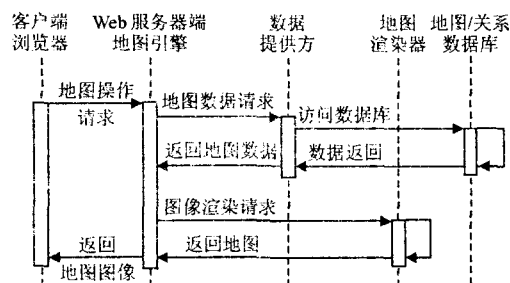 客户端 Web 服务器端 数据 地图 地图/关系
浏览器 地图引擎 提供方 渲染器 数据库
地图操作
请求
地图数据请求
访问数据库
返回地图数据
数据返回
图像渲染请求
返回
返回地图
地图图像